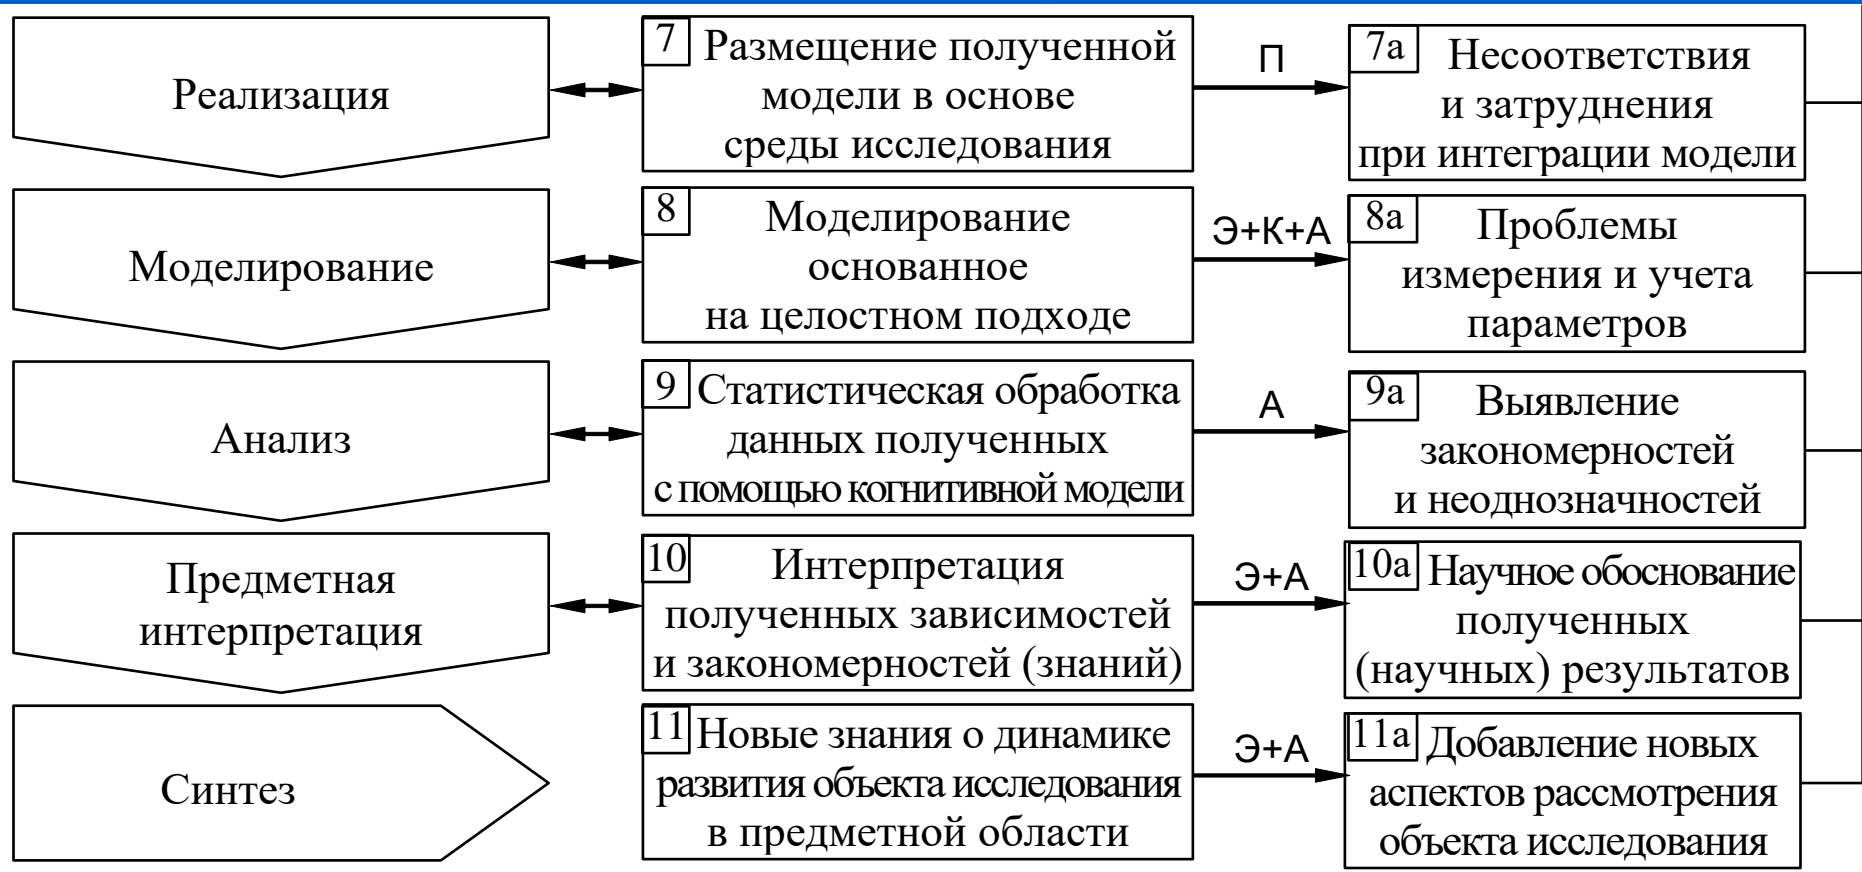 Реализация
7 Размещение полученной
модели в основе
среды исследования
П
7а Несоответствия
и затруднения
при интеграции модели
Моделирование
8 Моделирование
основанное
на целостном подходе
Э+К+А
8а Проблемы
измерения и учета
параметров
Анализ
9 Статистическая обработка
данных полученных
с помощью когнитивной модели
А
9а Выявление
закономерностей
и неоднозначностей
Предметная
интерпретация
10 Интерпретация
полученных зависимостей
и закономерностей (знаний)
Э+А
10а Научное обоснование
полученных
(научных) результатов
Синтез
11 Новые знания о динамике
развития объекта исследования
в предметной области
Э+А
11а Добавление новых
аспектов рассмотрения
объекта исследования